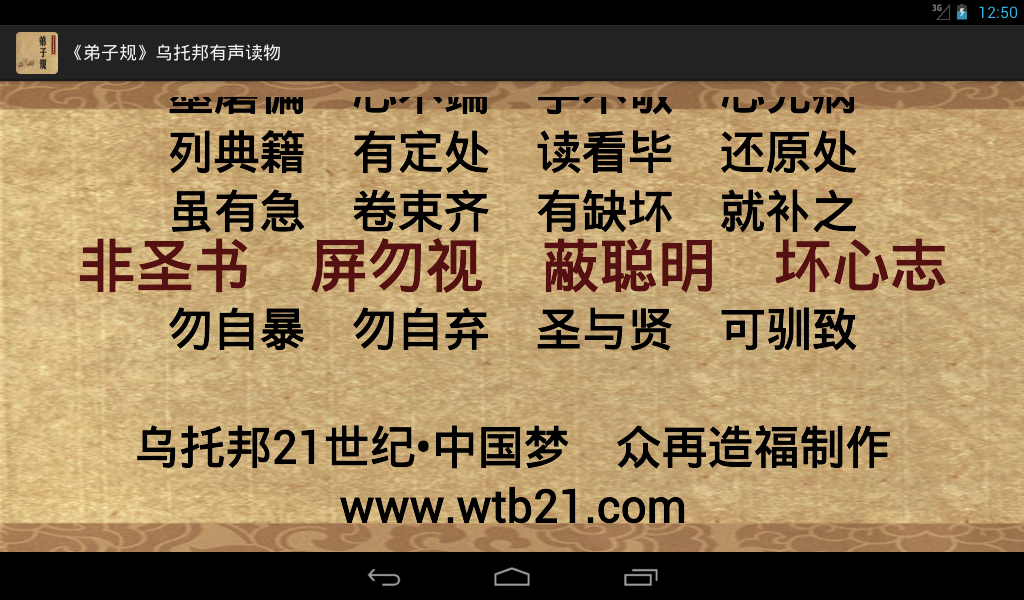 3G 12:50
《弟子规》乌托邦有声读物
列典籍 有定处 读看毕 还原处
虽有急 卷束齐 有缺坏 就补之
非圣书 屏勿视 蔽聪明 坏心志
勿自暴 勿自弃 圣与贤 可驯致
乌托邦21世纪•中国梦 众再造福制作
www.wtb21.com